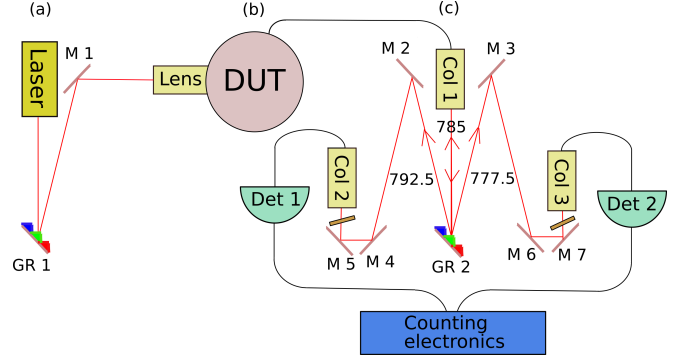 (a)
(b)
(c)
Laser
M 1
Lens
DUT
M 2
Col 1
M 3
785
792.5
777.5
Det 1
Col 2
Col 3
Det 2
GR 1
M 5
M 4
GR 2
M 6
M 7
Counting
electronics